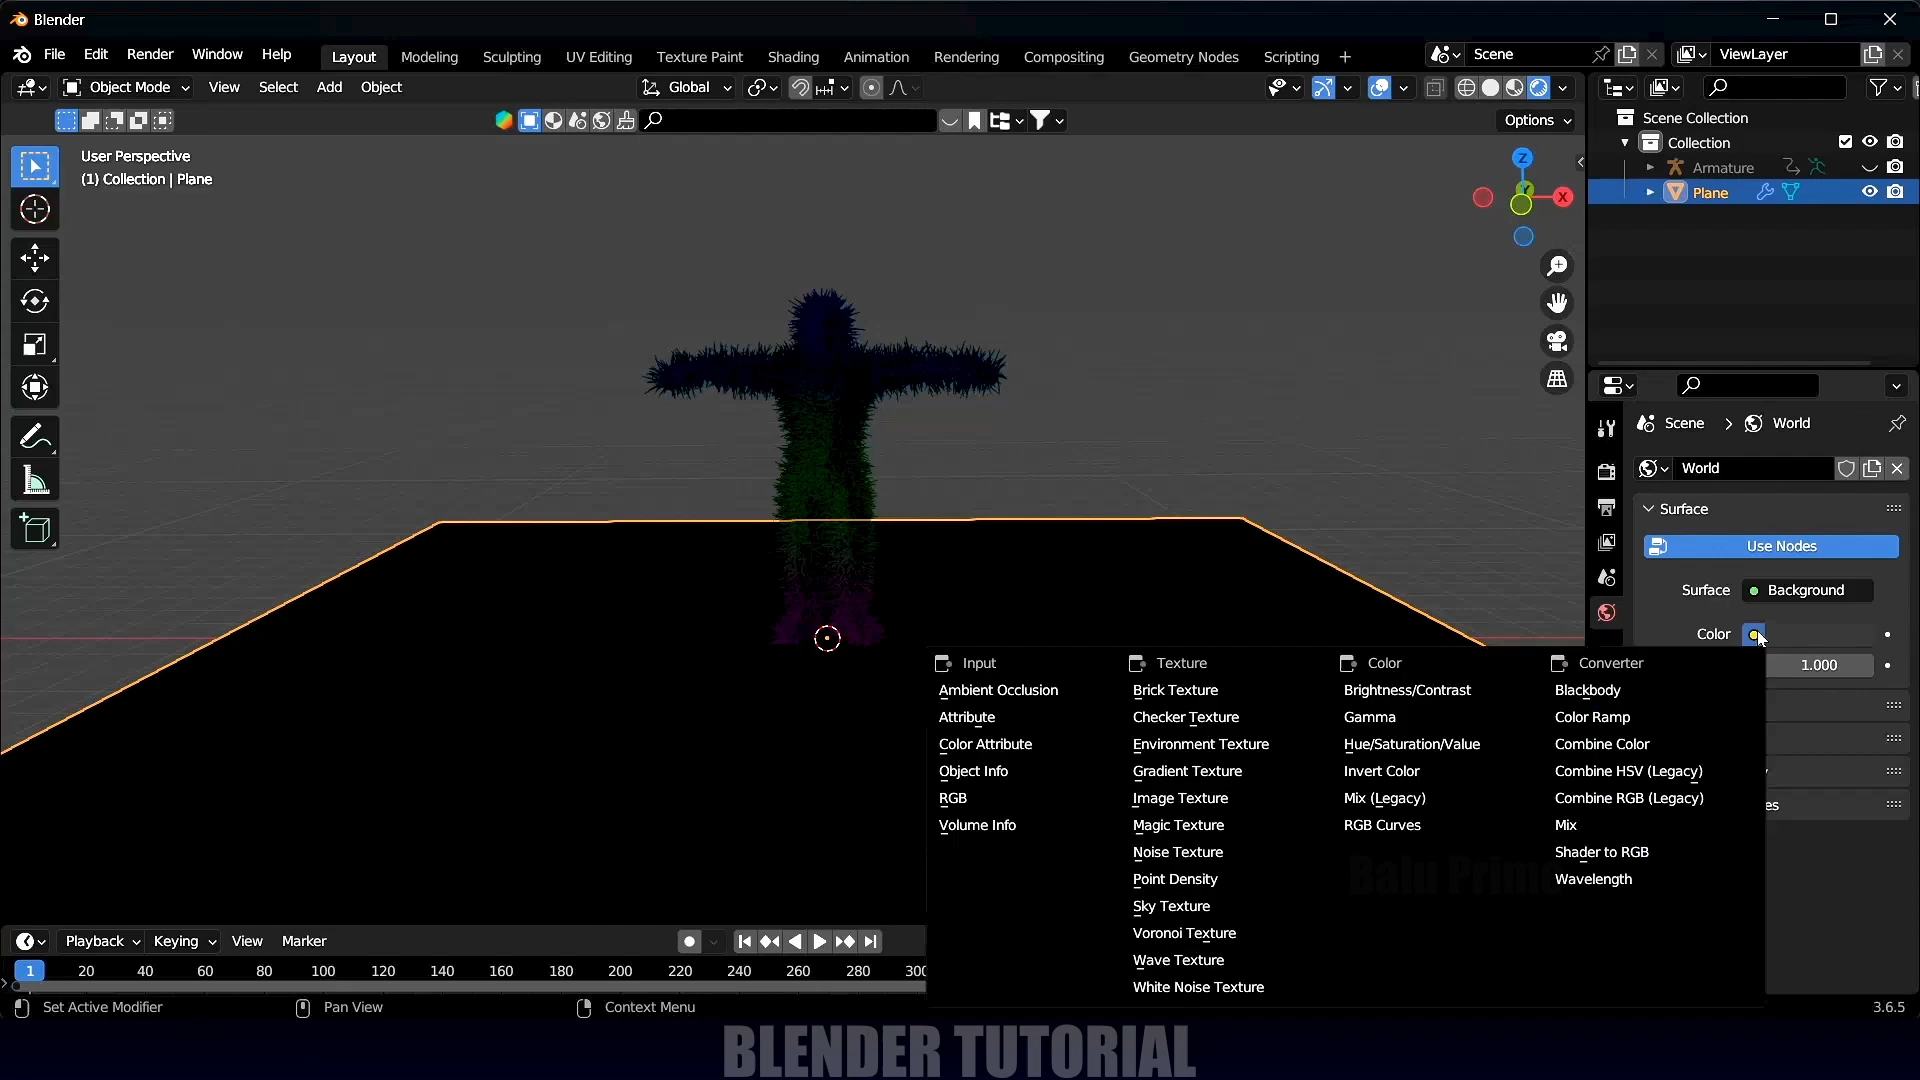 Blender
File Edit Render Window Help Layout Modeling Sculpting UV Editing Texture Paint Shading Animation Rendering Compositing Geometry Nodes Scripting + Scene ViewLayer
Object Mode View Select Add Object Global
Options
User Perspective
(1) Collection | Plane
Z
Y
X
Scene Collection
Collection
Armature
Plane
Scene > World
World
Surface
Use Nodes
Surface Background
Color
1.000
es
Input
Ambient Occlusion
Attribute
Color Attribute
Object Info
RGB
Volume Info
Texture
Brick Texture
Checker Texture
Environment Texture
Gradient Texture
Image Texture
Magic Texture
Noise Texture
Point Density
Sky Texture
Voronoi Texture
Wave Texture
White Noise Texture
Color
Brightness/Contrast
Gamma
Hue/Saturation/Value
Invert Color
Mix (Legacy)
RGB Curves
Converter
Blackbody
Color Ramp
Combine Color
Combine HSV (Legacy)
Combine RGB (Legacy)
Mix
Shader to RGB
Wavelength
Balu Prime
Playback Keying View Marker
1 20 40 60 80 100 120 140 160 180 200 220 240 260 280 300
Set Active Modifier Pan View Context Menu 3.6.5
BLENDER TUTORIAL